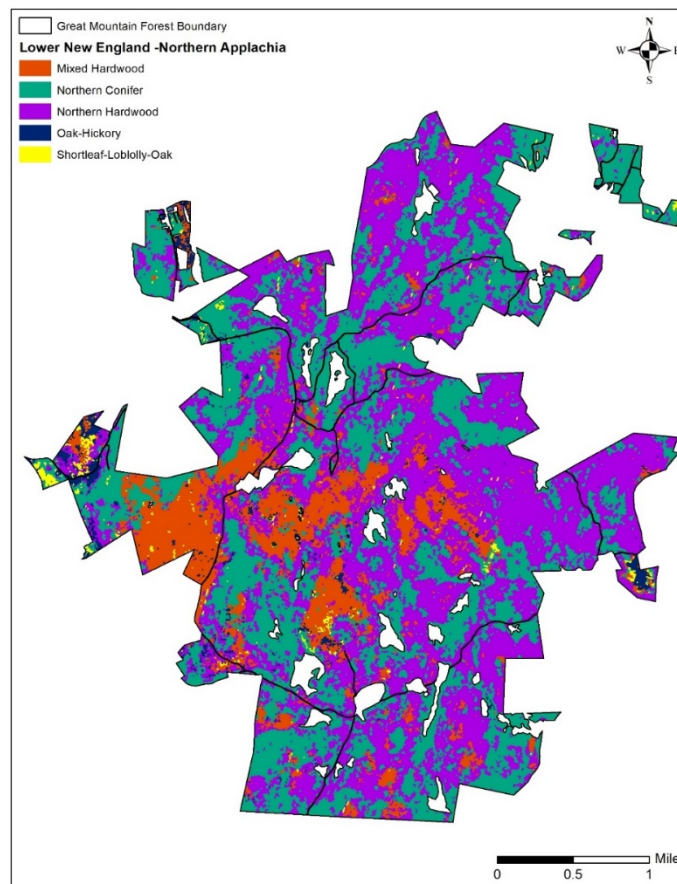 Great Mountain Forest Boundary
Lower New England -Northern Applachia
Mixed Hardwood
Northern Conifer
Northern Hardwood
Oak-Hickory
Shortleaf-Loblolly-Oak
N
W E
S
Mile
0 0.5 1